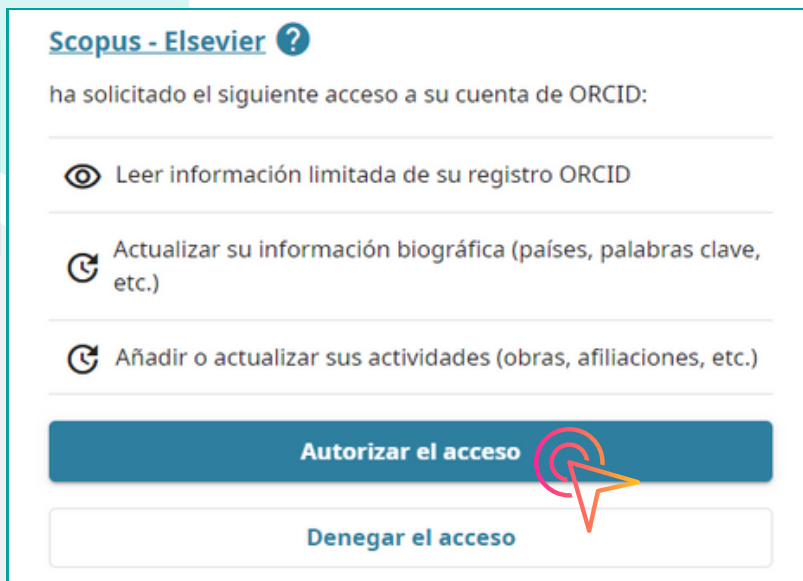 Scopus - Elsevier ?
ha solicitado el siguiente acceso a su cuenta de ORCID:
Leer información limitada de su registro ORCID
Actualizar su información biográfica (países, palabras clave,
etc.)
Añadir o actualizar sus actividades (obras, afiliaciones, etc.)
Autorizar el acceso
Denegar el acceso